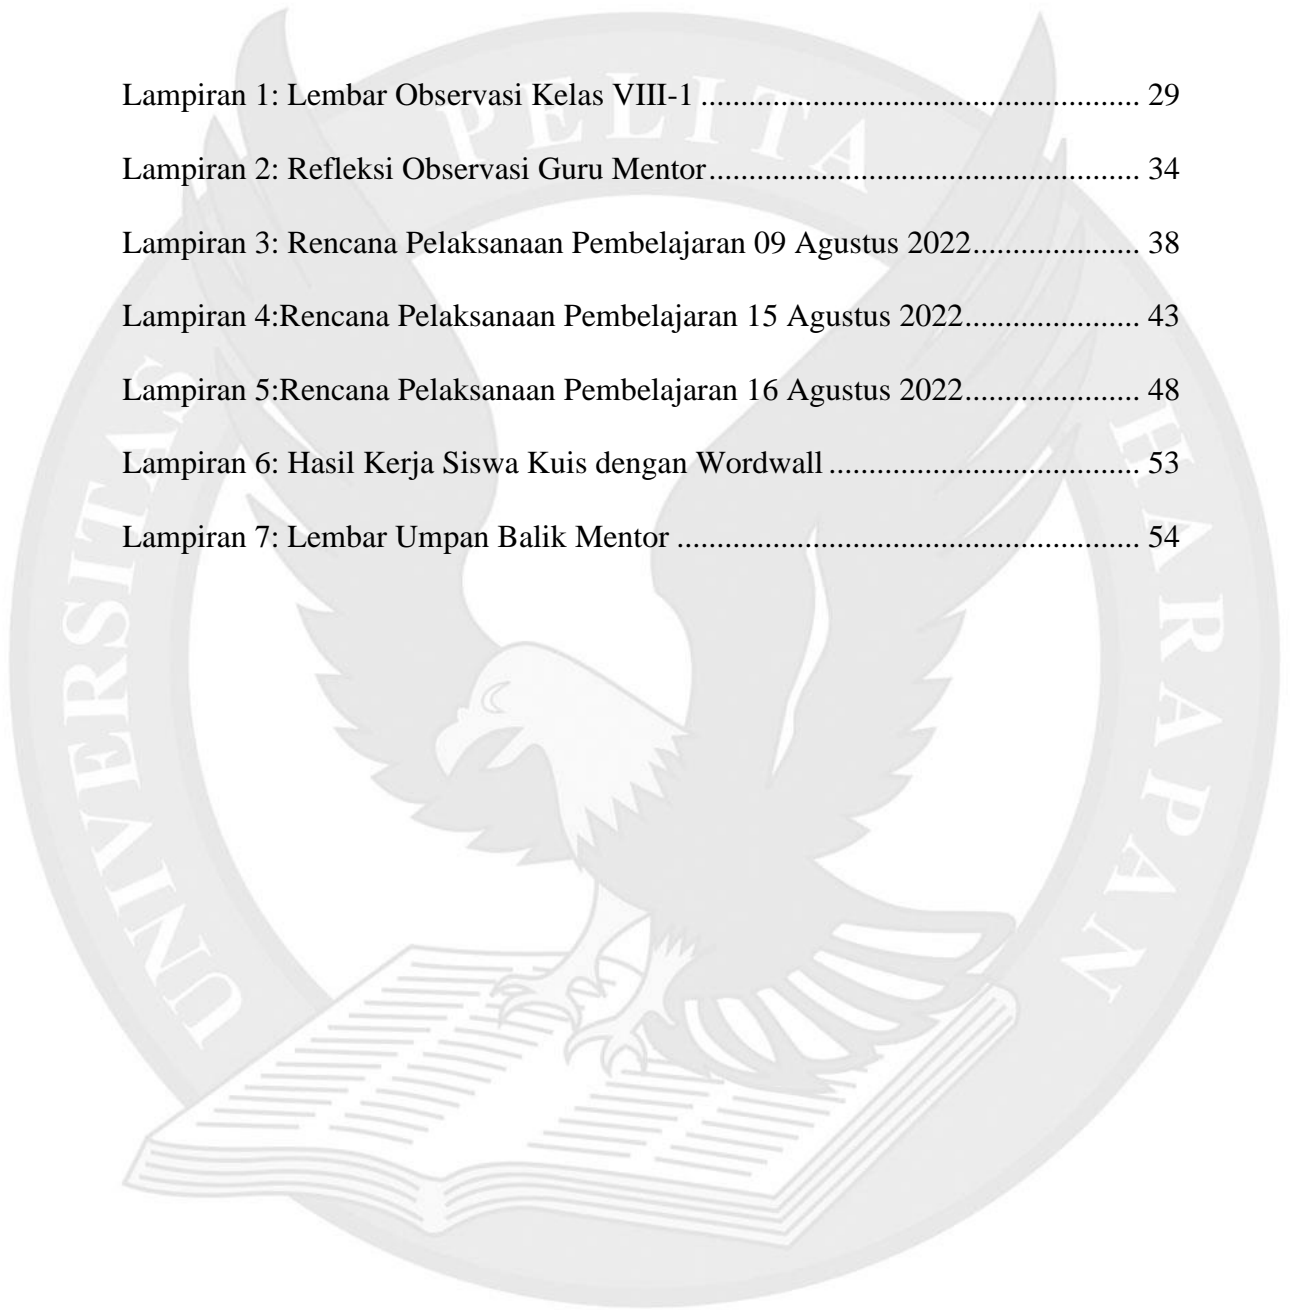 Lampiran 1: Lembar Observasi Kelas VIII-1 ....................................................... 29
Lampiran 2: Refleksi Observasi Guru Mentor...................................................... 34
Lampiran 3: Rencana Pelaksanaan Pembelajaran 09 Agustus 2022..................... 38
Lampiran 4:Rencana Pelaksanaan Pembelajaran 15 Agustus 2022...................... 43
Lampiran 5:Rencana Pelaksanaan Pembelajaran 16 Agustus 2022...................... 48
Lampiran 6: Hasil Kerja Siswa Kuis dengan Wordwall ....................................... 53
Lampiran 7: Lembar Umpan Balik Mentor .......................................................... 54
UNIVERSITAS PELITA HARAPAN